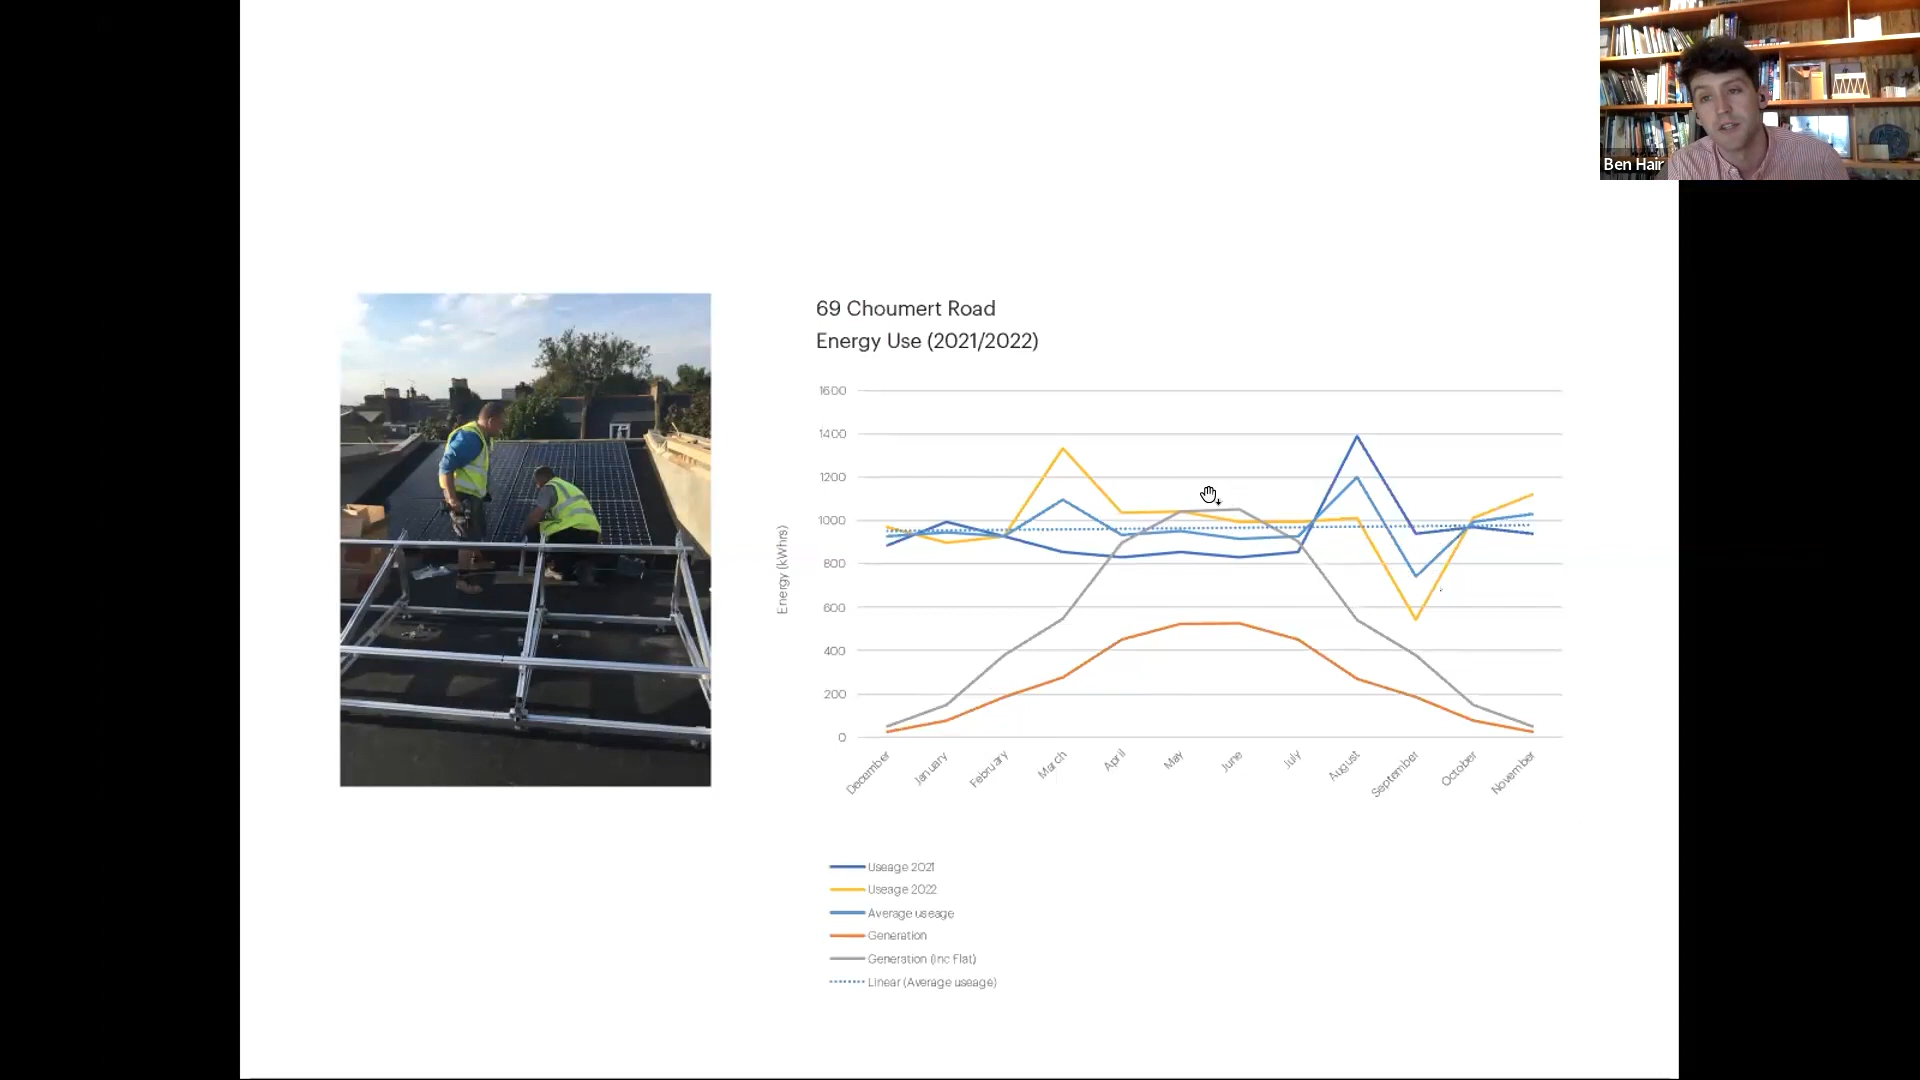 Ben Hair
69 Choumert Road
Energy Use (2021/2022)
Energy (kWhrs)
1600
1400
1200
1000
800
600
400
200
0
December
January
February
March
April
May
June
July
August
September
October
November
Useage 2021
Useage 2022
Average useage
Generation
Generation (Inc Flat)
Linear (Average useage)